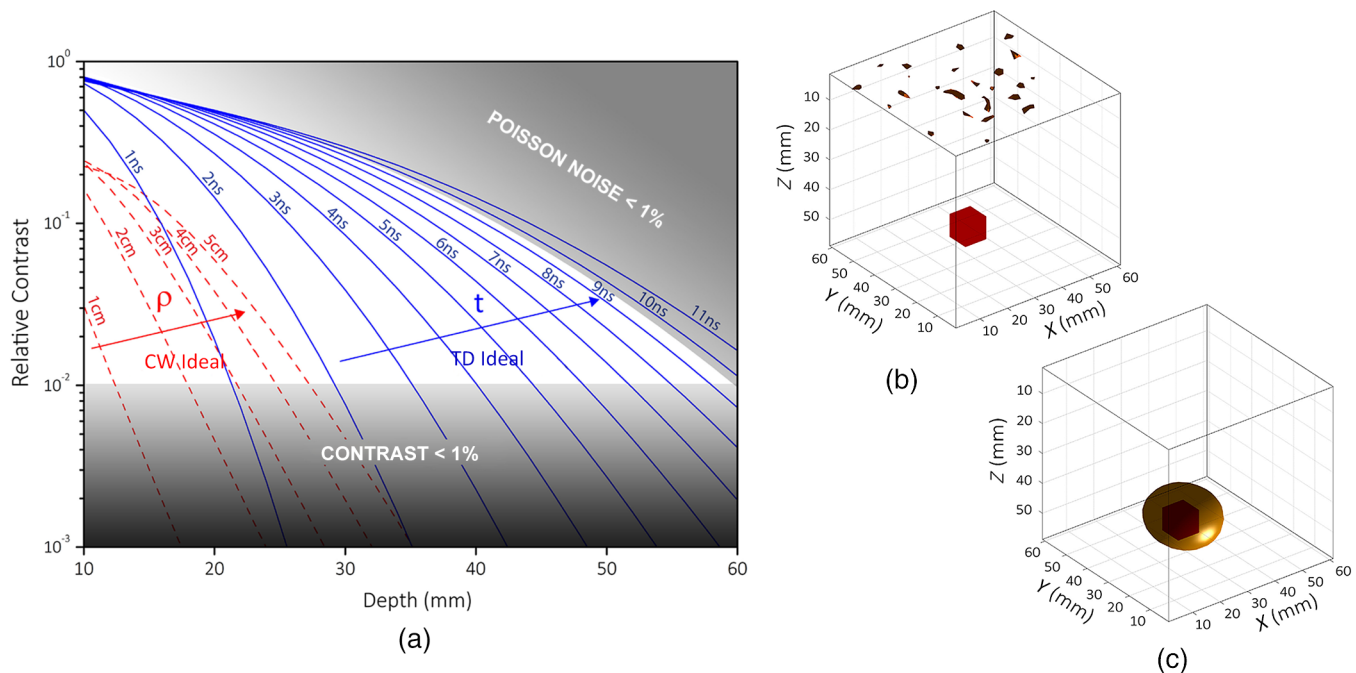 10⁰
10⁻¹
10⁻²
10⁻³
Relative Contrast
10 20 30 40 50 60
Depth (mm)
POISSON NOISE < 1%
1ns
2ns
3ns
4ns
5ns
6ns
7ns
8ns
9ns
10ns
11ns
1cm
2cm
3cm
4cm
5cm
ρ
CW Ideal
t
TD Ideal
CONTRAST < 1%
(a)
10
20
30
40
50
Z (mm)
60
50
40
30
20
10
Y (mm)
10
20
30
40
50
60
X (mm)
(b)
10
20
30
40
50
Z (mm)
60
50
40
30
20
10
Y (mm)
10
20
30
40
50
60
X (mm)
(c)